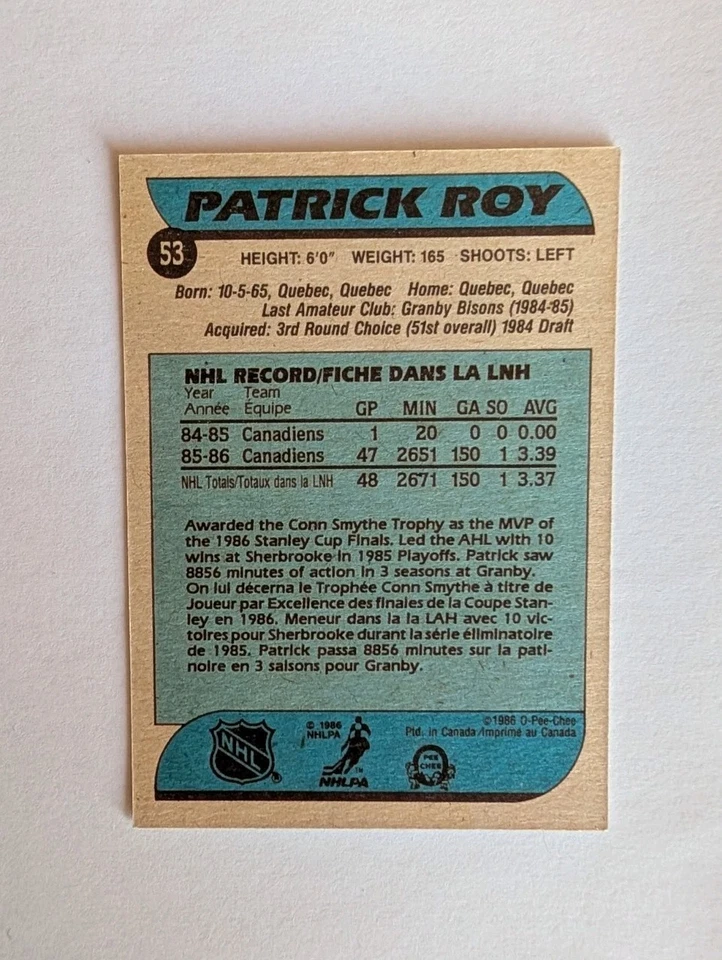 PATRICK ROY
53
HEIGHT: 6'0" WEIGHT: 165 SHOOTS: LEFT
Born: 10-5-65, Quebec, Quebec Home: Quebec, Quebec
Last Amateur Club: Granby Bisons (1984-85)
Acquired: 3rd Round Choice (51st overall) 1984 Draft
NHL RECORD/FICHE DANS LA LNH
Year Team
Année Équipe GP MIN GA SO AVG
84-85 Canadiens 1 20 0 0 0.00
85-86 Canadiens 47 2651 150 1 3.39
NHL Totals/Totaux dans la LNH 48 2671 150 1 3.37
Awarded the Conn Smythe Trophy as the MVP of
the 1986 Stanley Cup Finals. Led the AHL with 10
wins at Sherbrooke in 1985 Playoffs. Patrick saw
8856 minutes of action in 3 seasons at Granby.
On lui décerna le Trophée Conn Smythe à titre de
Joueur par Excellence des finales de la Coupe Stan-
ley en 1986. Meneur dans la la LAH avec 10 vic-
toires pour Sherbrooke durant la série éliminatoire
de 1985. Patrick passa 8856 minutes sur la pati-
noire en 3 saisons pour Granby.
NHL
© 1986
NHLPA
TM
NHLPA
O PEE CHEE
© 1986 O-Pee-Chee
Ptd. in Canada/Imprimé au Canada